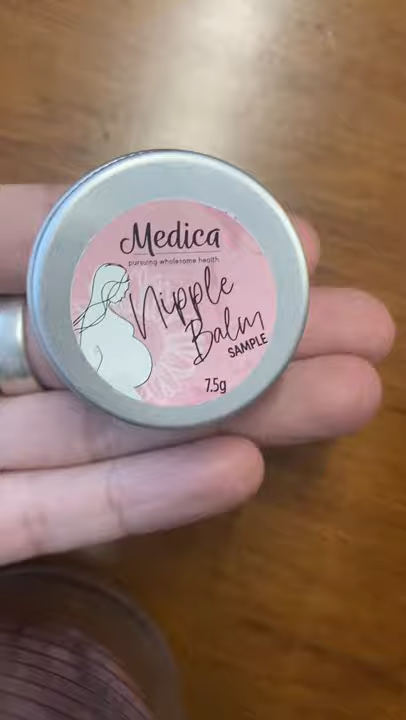 Medica
pursuing wholesome health
Nipple
Balm
SAMPLE
7.5g